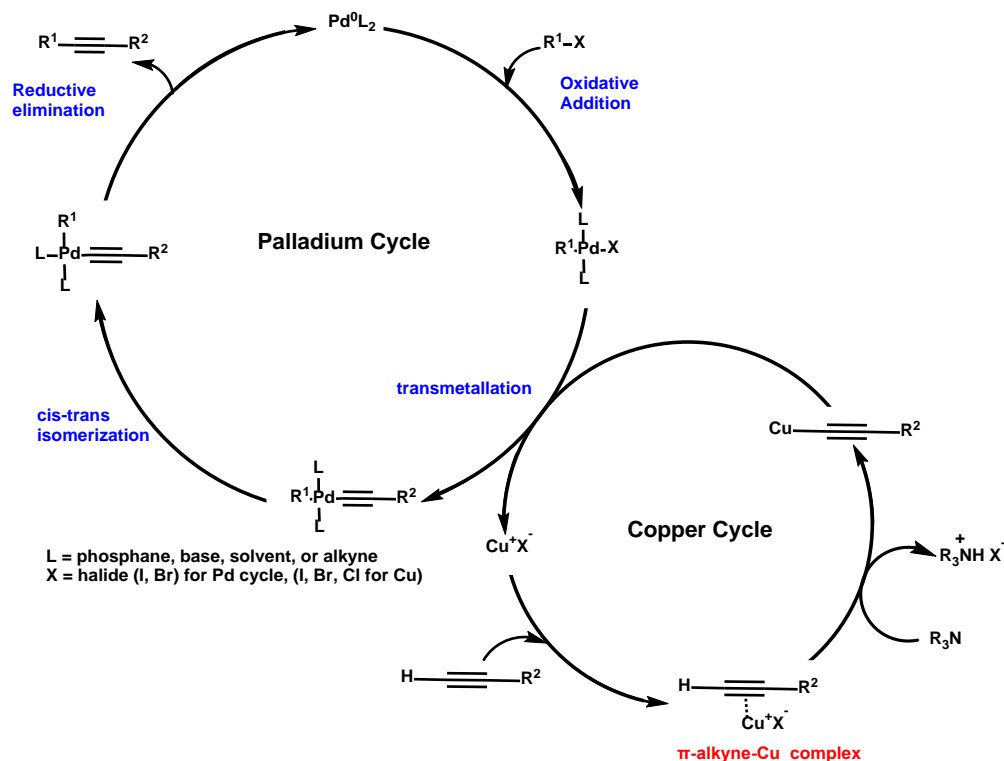 Pd⁰L₂
R¹ R²
R¹–X
Reductive
elimination
Oxidative
Addition
R¹
L Pd R²
L
Palladium Cycle
L
R¹ Pd X
L
transmetallation
cis-trans
isomerization
Cu R²
L
R¹ Pd R²
L
Cu⁺X⁻
Copper Cycle
R₃N⁺H X⁻
L = phosphane, base, solvent, or alkyne
X = halide (I, Br) for Pd cycle, (I, Br, Cl for Cu)
R₃N
H R²
H R²
Cu⁺X⁻
π-alkyne-Cu complex